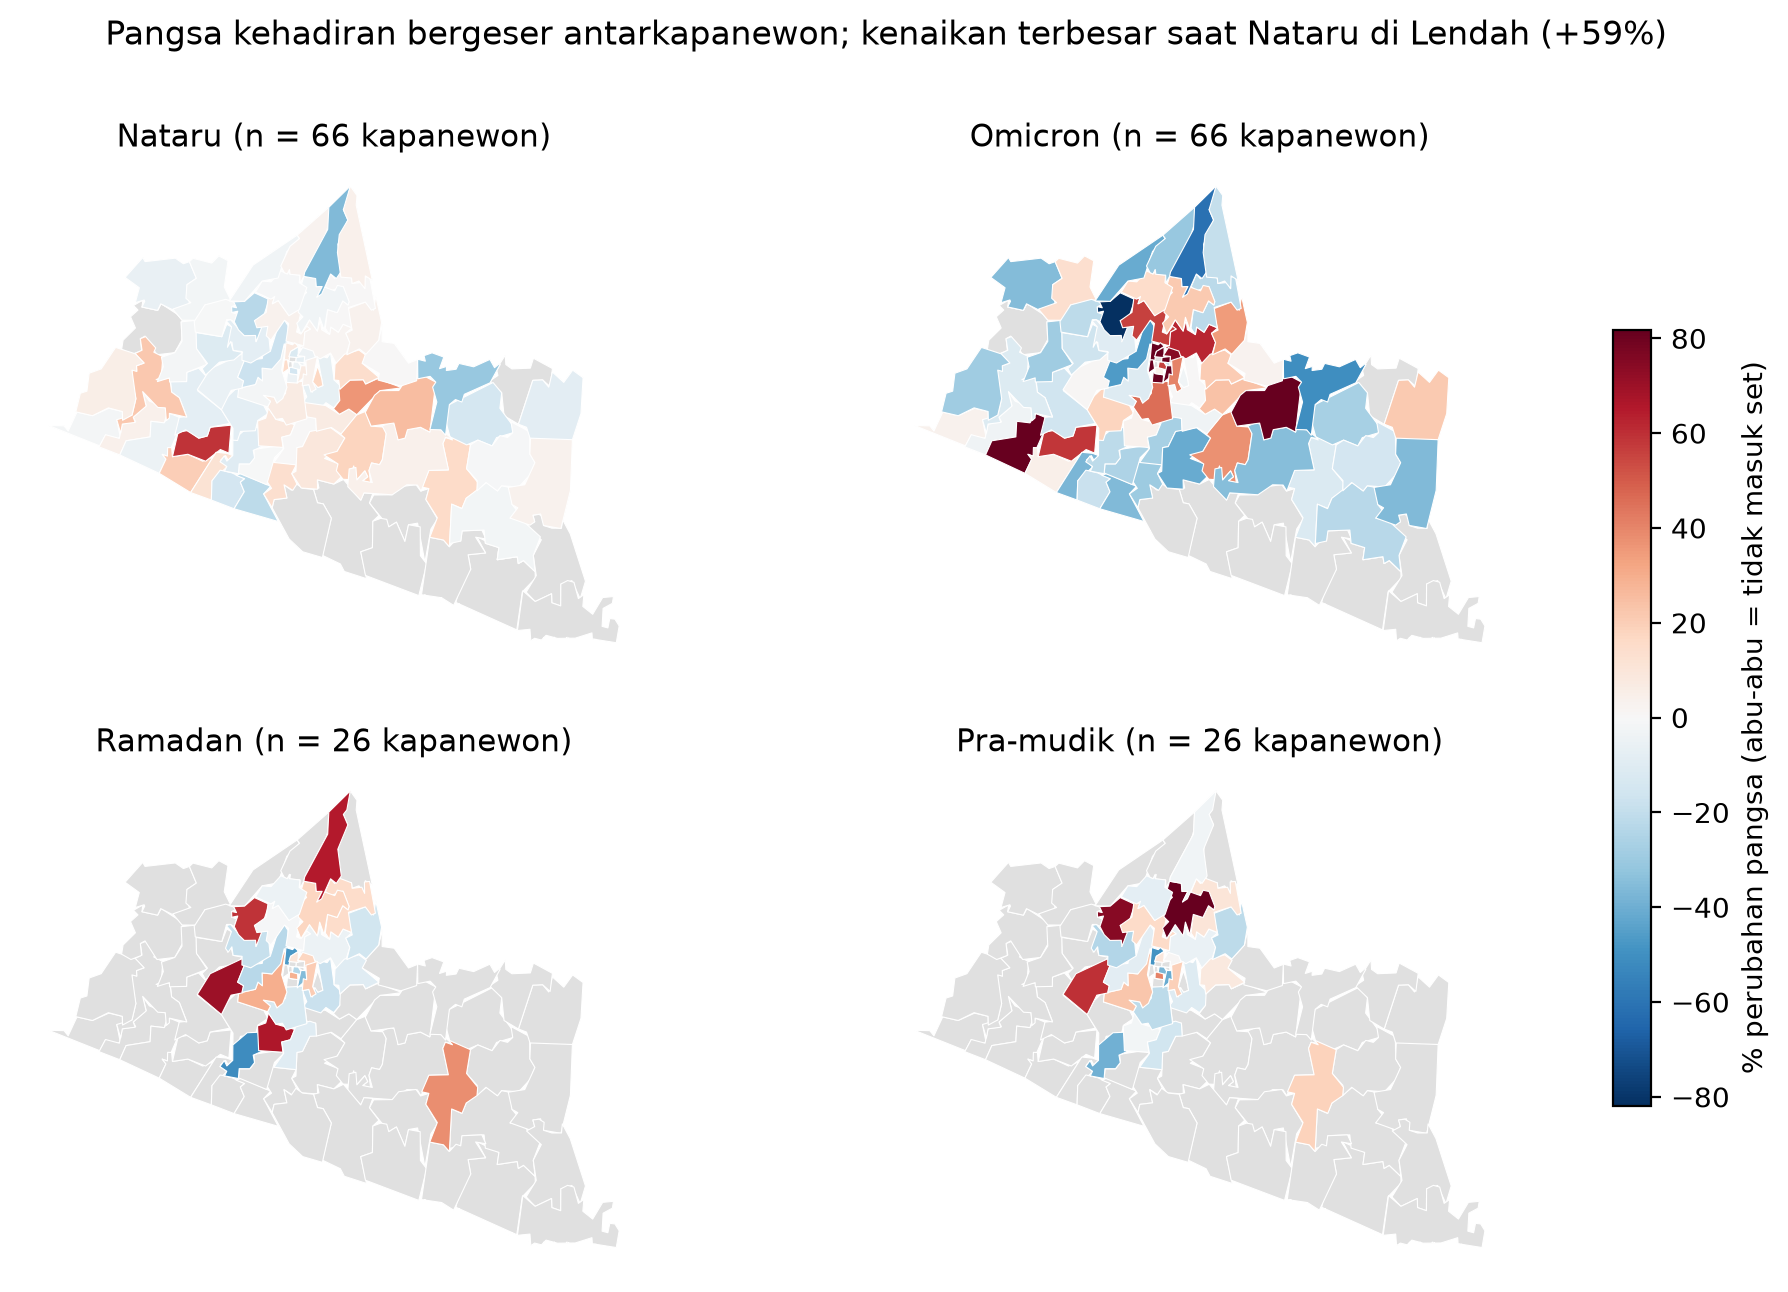 Pangsa kehadiran bergeser antarkapanewon; kenaikan terbesar saat Nataru di Lendah (+59%)
Nataru (n = 66 kapanewon)
Omicron (n = 66 kapanewon)
Ramadan (n = 26 kapanewon)
Pra-mudik (n = 26 kapanewon)
80
60
40
20
0
−20
−40
−60
−80
% perubahan pangsa (abu-abu = tidak masuk set)